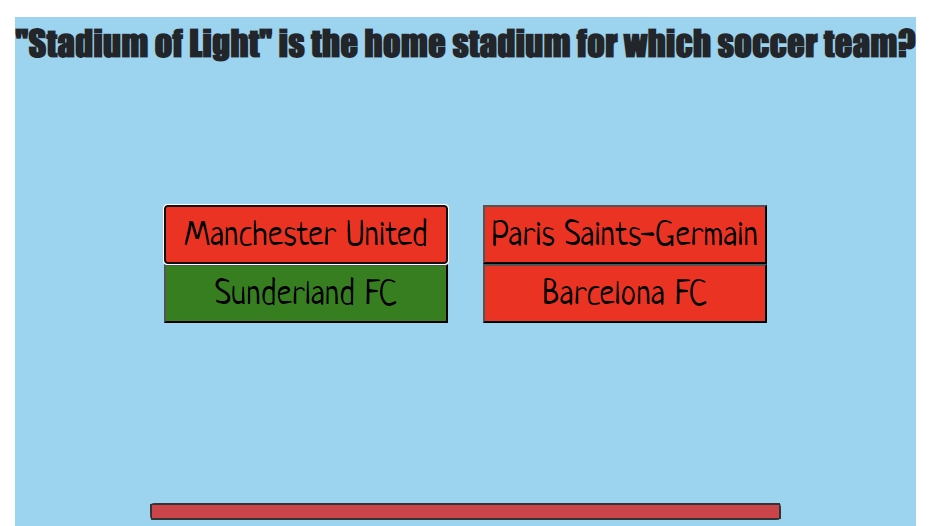 "Stadium of Light" is the home stadium for which soccer team?
Manchester United
Paris Saints-Germain
Sunderland FC
Barcelona FC